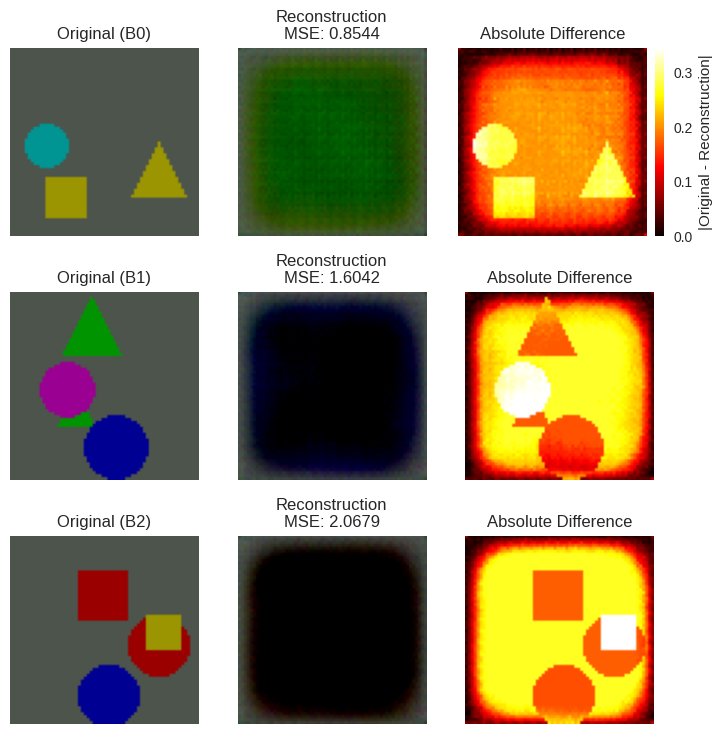 Original (B0)
Reconstruction
MSE: 0.8544
Absolute Difference
0.3
0.2
0.1
0.0
|Original - Reconstruction|
Original (B1)
Reconstruction
MSE: 1.6042
Absolute Difference
Original (B2)
Reconstruction
MSE: 2.0679
Absolute Difference